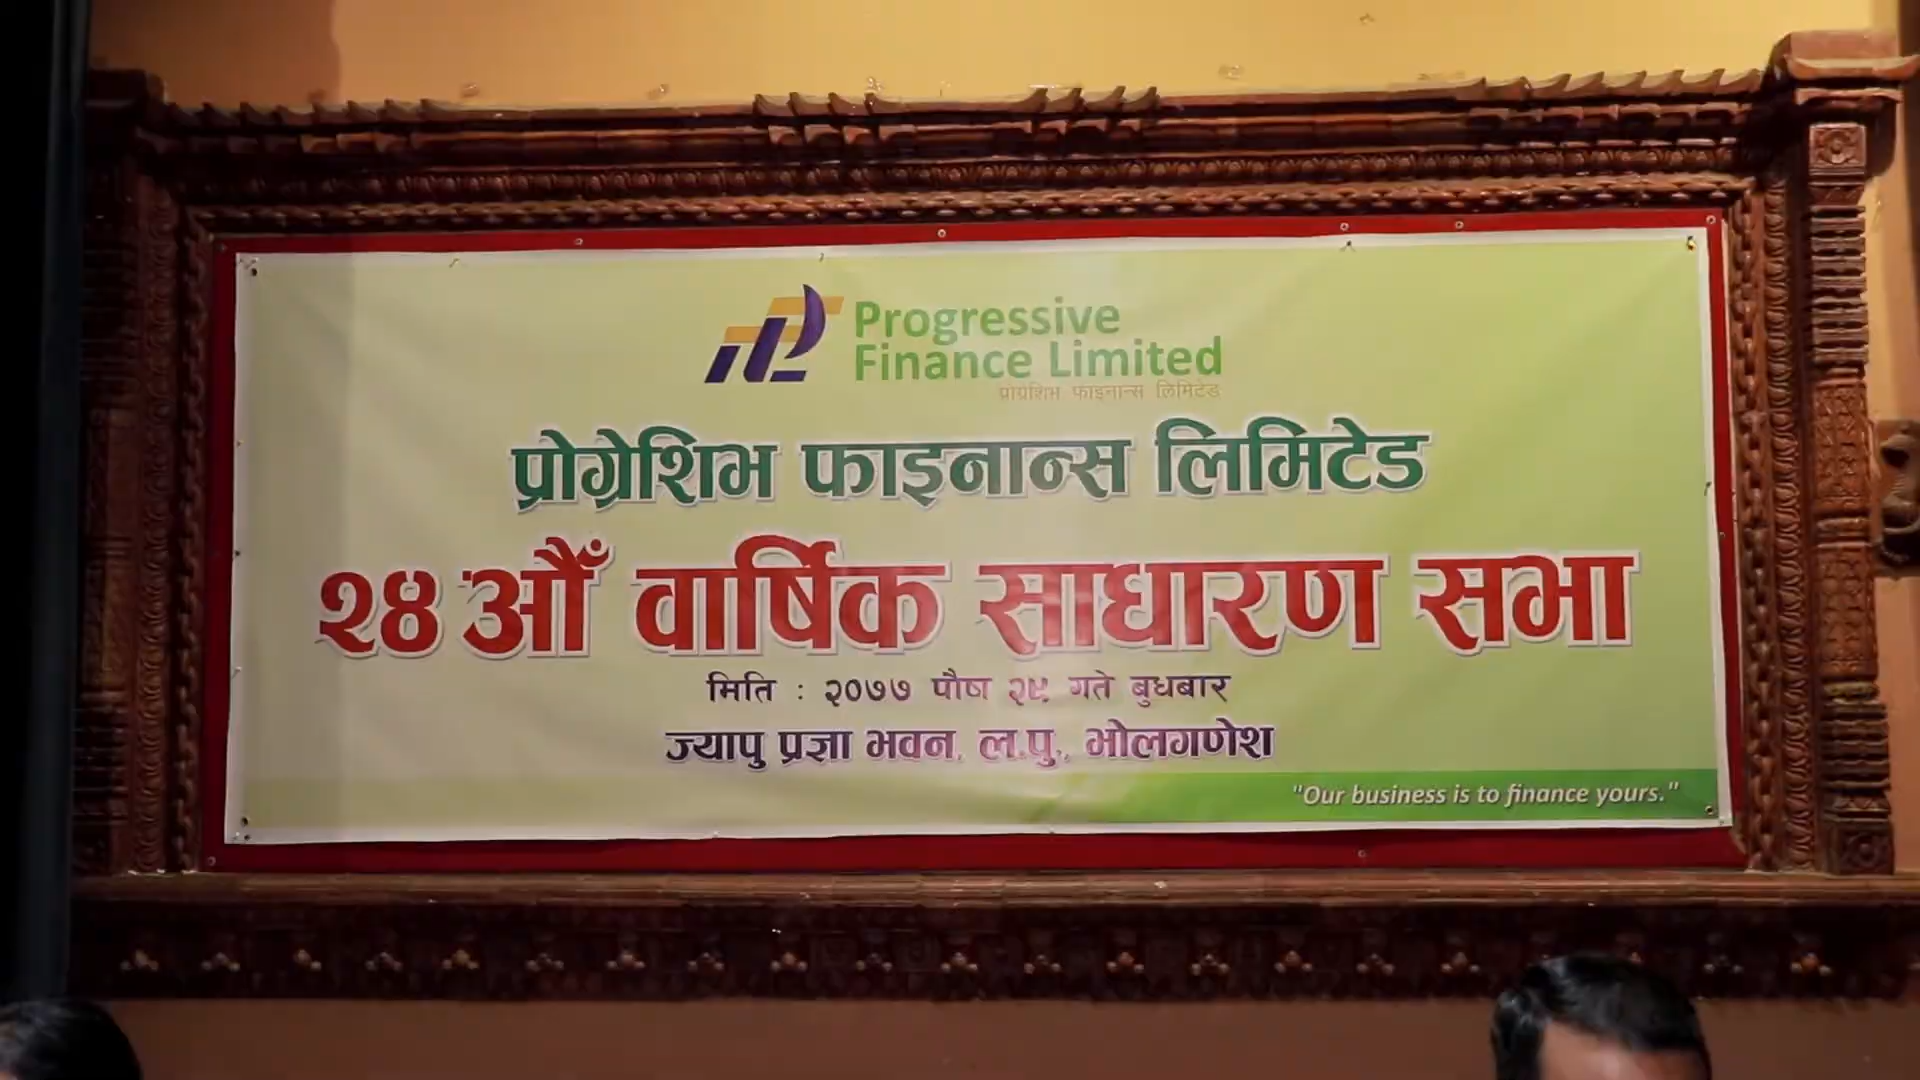 Progressive
Finance Limited
प्रोग्रेशिभ फाइनान्स लिमिटेड
प्रोग्रेशिभ फाइनान्स लिमिटेड
२४ औँ वार्षिक साधारण सभा
मिति : २०७७ पौष २९ गते बुधबार
ज्यापु प्रज्ञा भवन, ल.पु., भोलगणेश
"Our business is to finance yours."